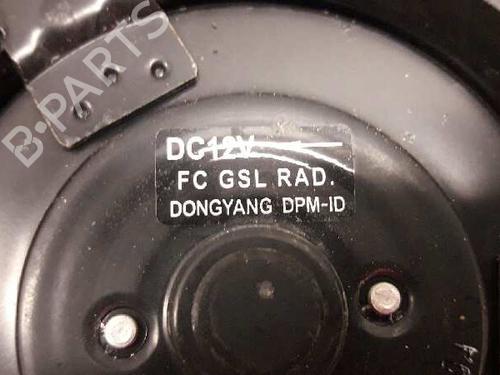 B-PARTS
DC12V
FC GSL RAD.
DONGYANG DPM-ID